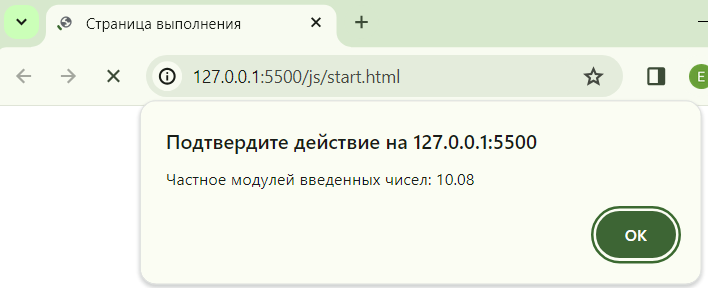 Страница выполнения
127.0.0.1:5500/js/start.html
E
Подтвердите действие на 127.0.0.1:5500
Частное модулей введенных чисел: 10.08
ОК